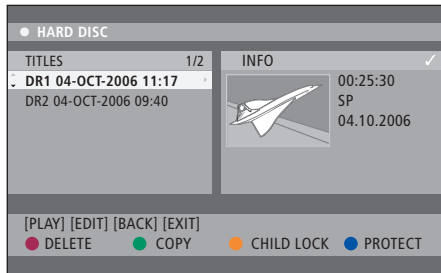 HARD DISC
TITLES 1/2
DR1 04-OCT-2006 11:17
DR2 04-OCT-2006 09:40
INFO
00:25:30
SP
04.10.2006
[PLAY] [EDIT] [BACK] [EXIT]
DELETE COPY CHILD LOCK PROTECT